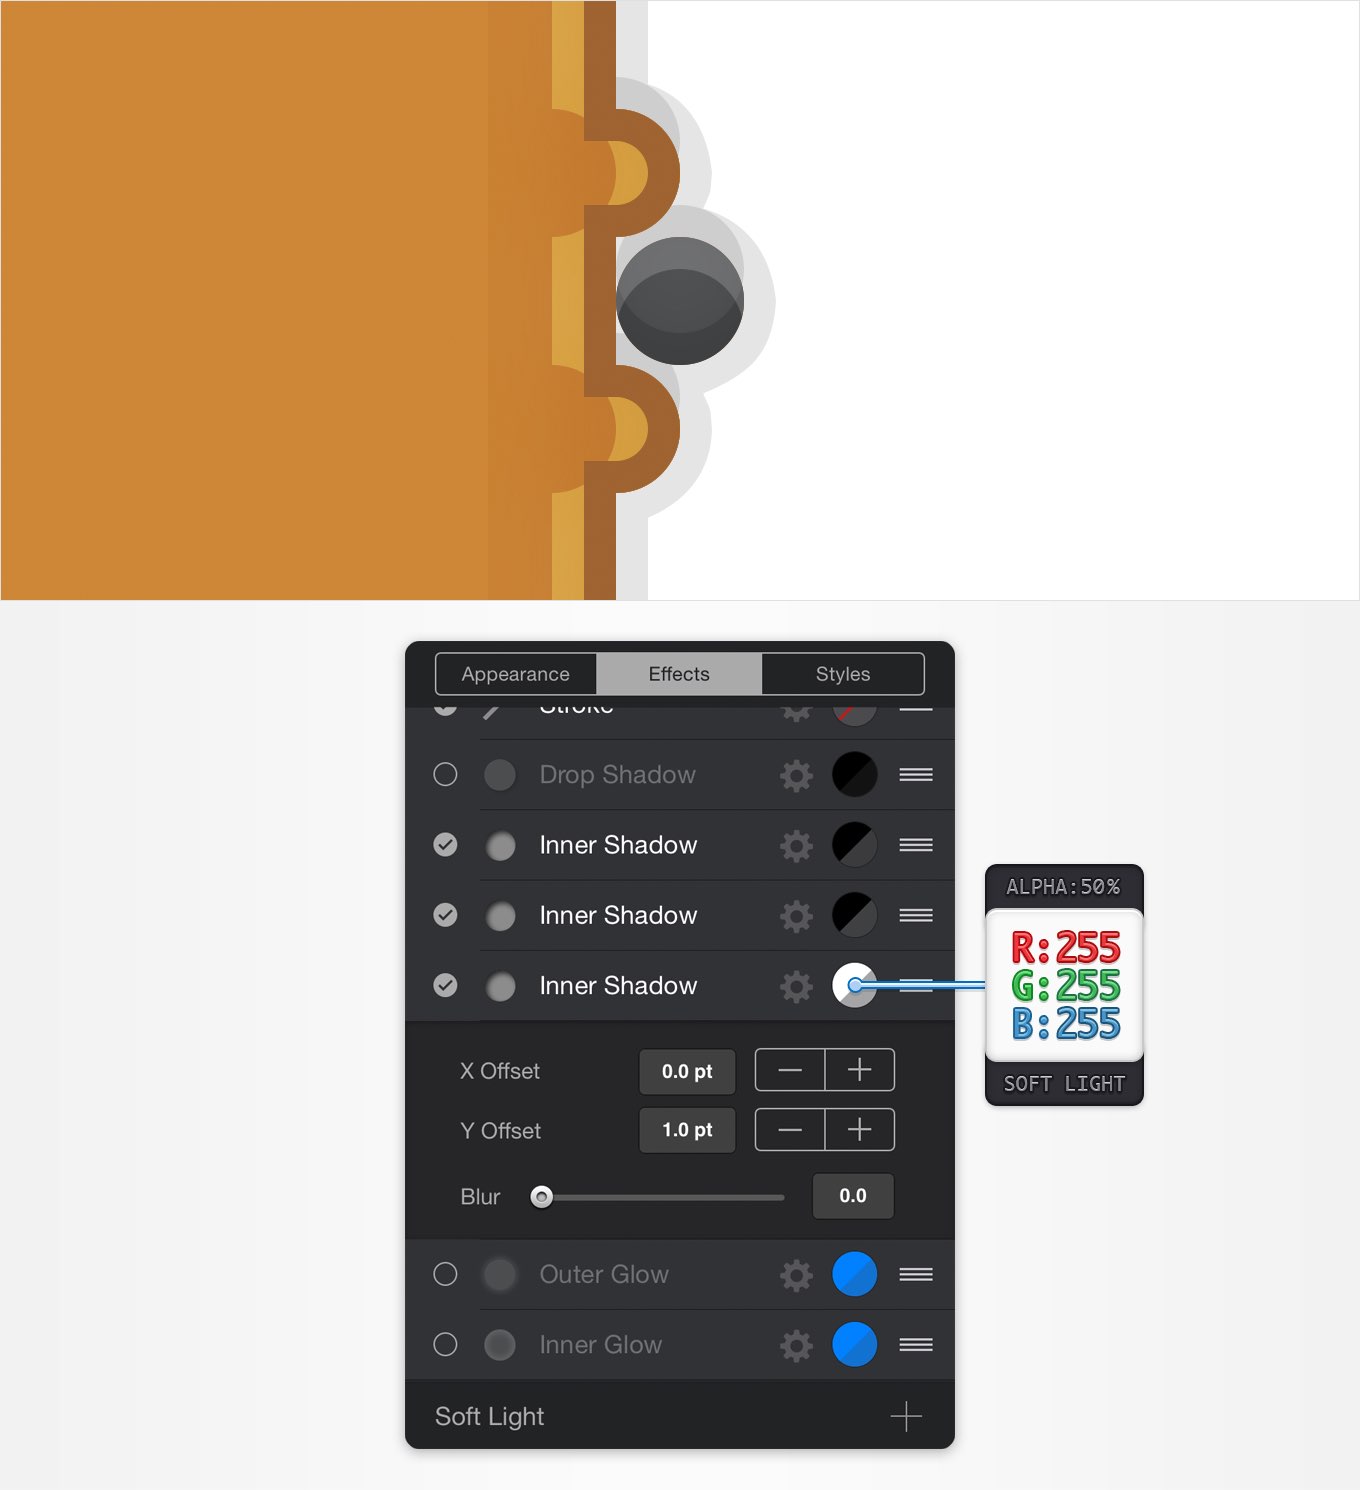 Appearance Effects Styles
Stroke
Drop Shadow
Inner Shadow
Inner Shadow
Inner Shadow
X Offset 0.0 pt
Y Offset 1.0 pt
Blur 0.0
Outer Glow
Inner Glow
Soft Light
ALPHA:50%
R:255
G:255
B:255
SOFT LIGHT